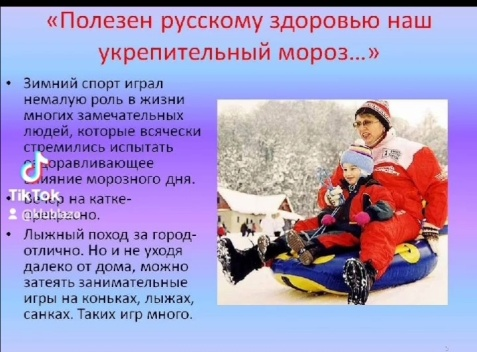 «Полезен русскому здоровью наш
укрепительный мороз…»
• Зимний спорт играл
немалую роль в жизни
многих замечательных
людей, которые всячески
стремились испытать
оздоравливающее
влияние морозного дня.
TikTok
• на катке-
• Лыжный поход за город-
отлично. Но и не уходя
далеко от дома, можно
затеять занимательные
игры на коньках, лыжах,
санках. Таких игр много.